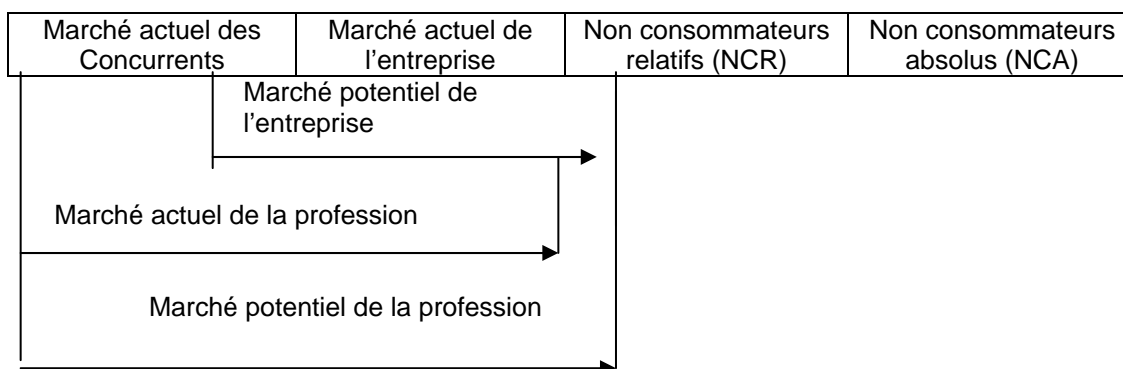 Marché actuel des
Concurrents
Marché actuel de
l’entreprise
Non consommateurs
relatifs (NCR)
Non consommateurs
absolus (NCA)
Marché potentiel de
l’entreprise
Marché actuel de la profession
Marché potentiel de la profession